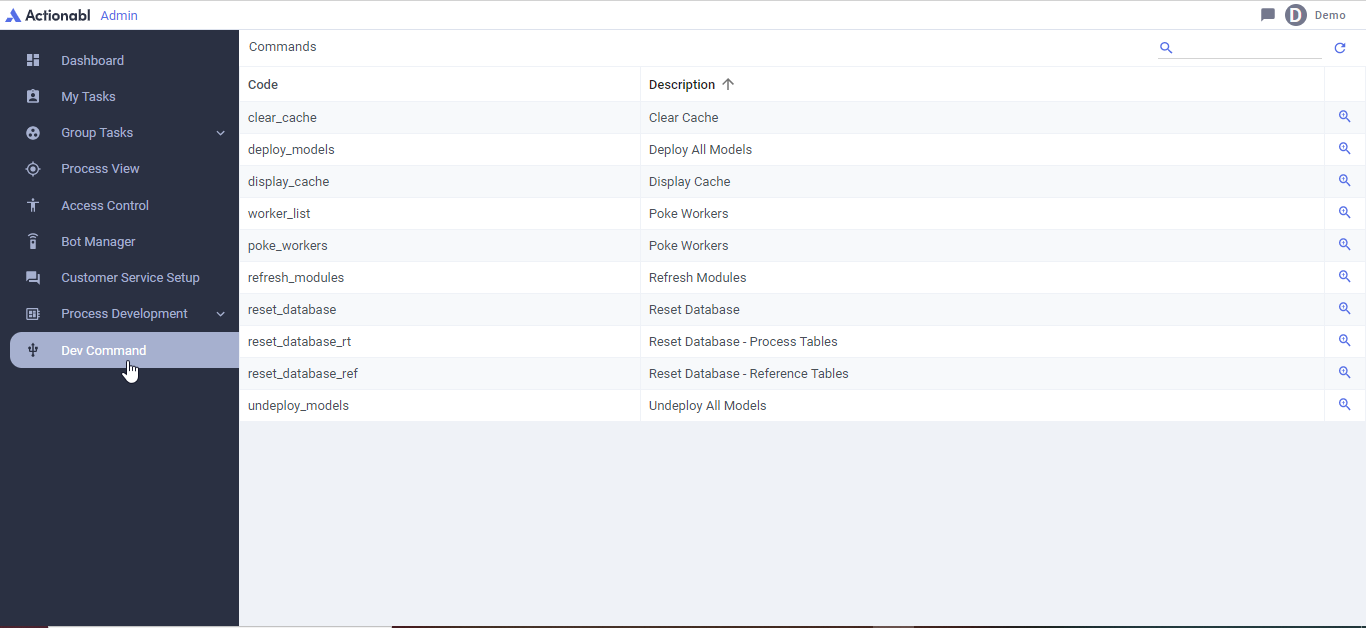 Actionabl Admin
D Demo
Dashboard
My Tasks
Group Tasks
Process View
Access Control
Bot Manager
Customer Service Setup
Process Development
Dev Command
Commands
Code Description
clear_cache Clear Cache
deploy_models Deploy All Models
display_cache Display Cache
worker_list Poke Workers
poke_workers Poke Workers
refresh_modules Refresh Modules
reset_database Reset Database
reset_database_rt Reset Database - Process Tables
reset_database_ref Reset Database - Reference Tables
undeploy_models Undeploy All Models